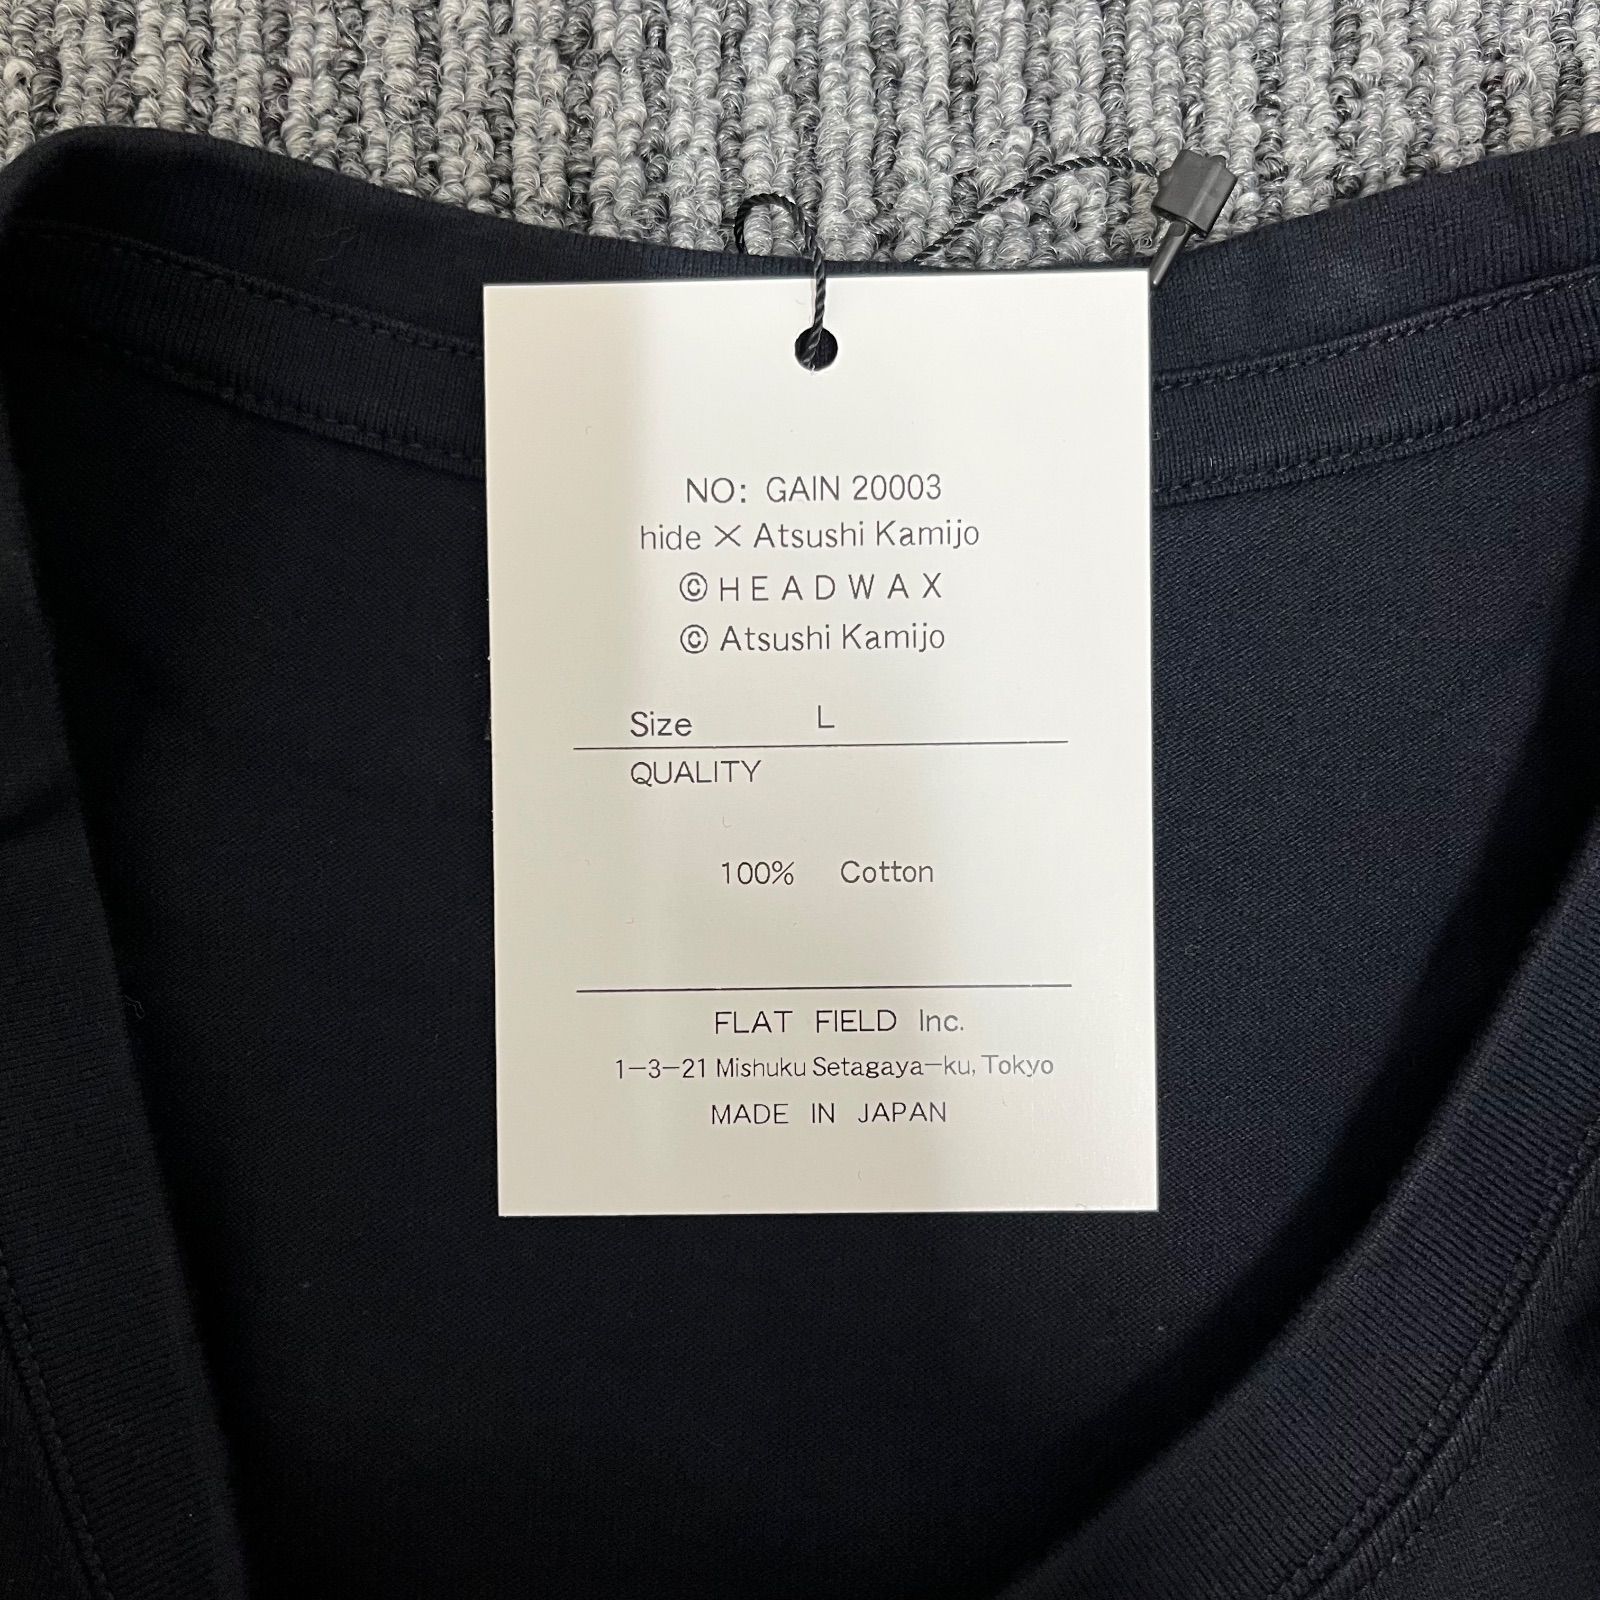 NO: GAIN 20003
hide × Atsushi Kamijo
© HEADWAX
© Atsushi Kamijo
Size L
QUALITY
100% Cotton
FLAT FIELD Inc.
1-3-21 Mishuku Setagaya-ku, Tokyo
MADE IN JAPAN